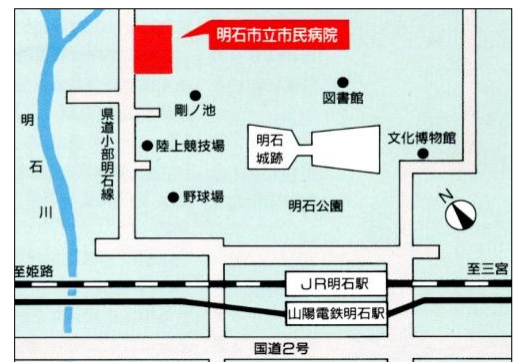 明石市立市民病院
剛ノ池
図書館
県道小部明石線
陸上競技場
明石
城跡
文化博物館
明石川
野球場
明石公園
N
至姫路
JR明石駅
至三宮
山陽電鉄明石駅
国道2号